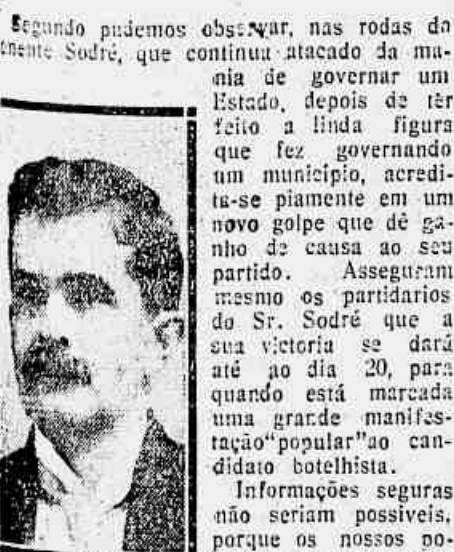 Segundo pudemos observar, nas rodas do
tenente Sodré, que continua atacado da ma-
nia de governar um
Estado, depois de tèr
feito a linda figura
que fez governando
um municipio, acredi-
ta-se piamente em um
novo golpe que dê ga-
nho de causa ao seu
partido. Asseguram
mesmo os partidarios
do Sr. Sodré que a
sua victoria se dará
até ao dia 20, para
quando está marcada
uma grande manifes-
tação"popular"ao can-
didato botelhista.
Informações seguras
não seriam possiveis,
porque os nossos po-